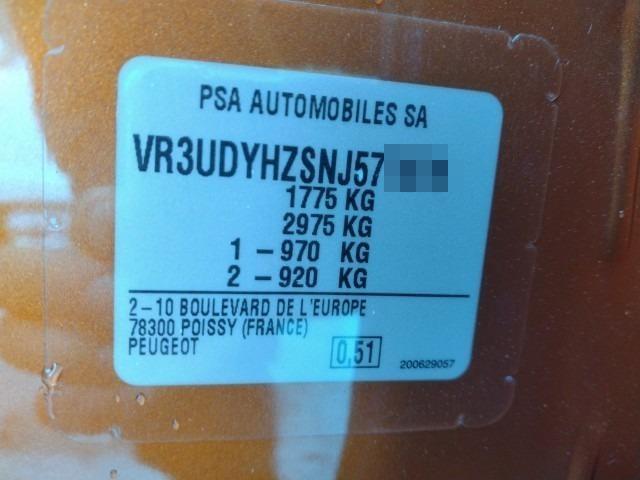 PSA AUTOMOBILES SA
VR3UDYHZSNJ57
1775 KG
2975 KG
1 – 970 KG
2 – 920 KG
2–10 BOULEVARD DE L'EUROPE
78300 POISSY (FRANCE)
PEUGEOT
0,51
200629057